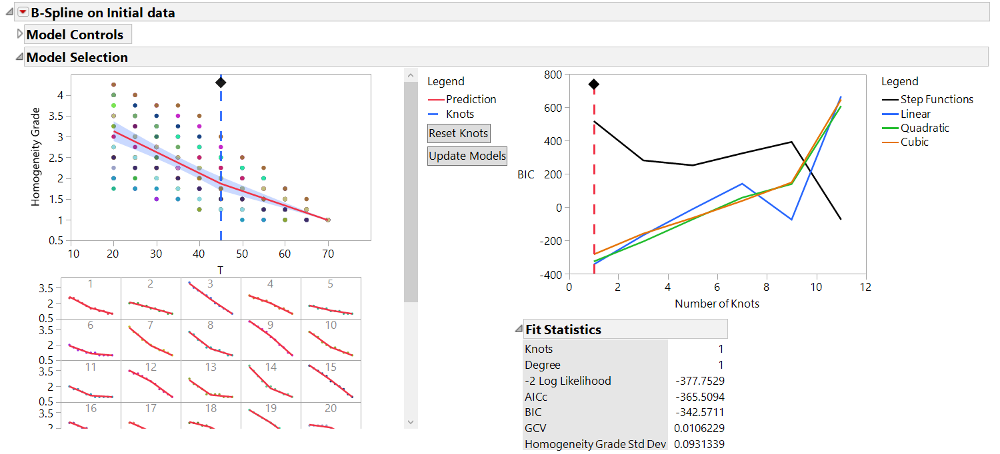 B-Spline on Initial data
Model Controls
Model Selection
Homogeneity Grade
4
3.5
3
2.5
2
1.5
1
0.5
10 20 30 40 50 60 70
T
Legend
Prediction
Knots
Reset Knots
Update Models
3.5
2
0.5
1 2 3 4 5
3.5
2
0.5
6 7 8 9 10
3.5
2
0.5
11 12 13 14 15
3.5
2
16 17 18 19 20
BIC
800
600
400
200
0
-200
-400
0 2 4 6 8 10 12
Number of Knots
Legend
Step Functions
Linear
Quadratic
Cubic
Fit Statistics
Knots 1
Degree 1
-2 Log Likelihood -377.7529
AICc -365.5094
BIC -342.5711
GCV 0.0106229
Homogeneity Grade Std Dev 0.0931339